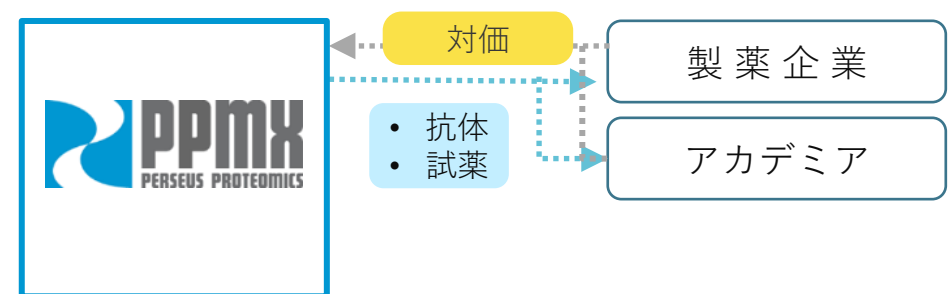 対価
製薬企業
PPMX
PERSEUS PROTEOMICS
• 抗体
• 試薬
アカデミア